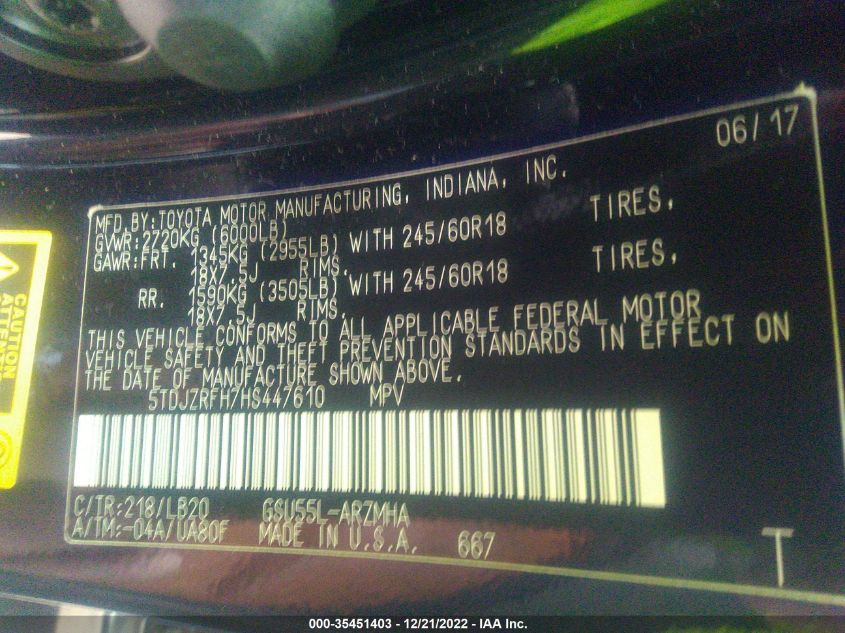 06/17
MFD.BY:TOYOTA MOTOR MANUFACTURING, INDIANA, INC.
GVWR:2720KG (6000LB)
GAWR:FRT. 1345KG (2955LB) WITH 245/60R18 TIRES,
18X7.5J RIMS,
RR. 1590KG (3505LB) WITH 245/60R18 TIRES,
18X7.5J RIMS,
THIS VEHICLE CONFORMS TO ALL APPLICABLE FEDERAL MOTOR
VEHICLE SAFETY AND THEFT PREVENTION STANDARDS IN EFFECT ON
THE DATE OF MANUFACTURE SHOWN ABOVE.
5TDJZRFH7HS447610 MPV
C/TR:218/LB20 GSU55L-ARZMHA
A/TM:-04A/UA80F MADE IN U.S.A. 667
T
CAUTION
000-35451403 - 12/21/2022 - IAA Inc.